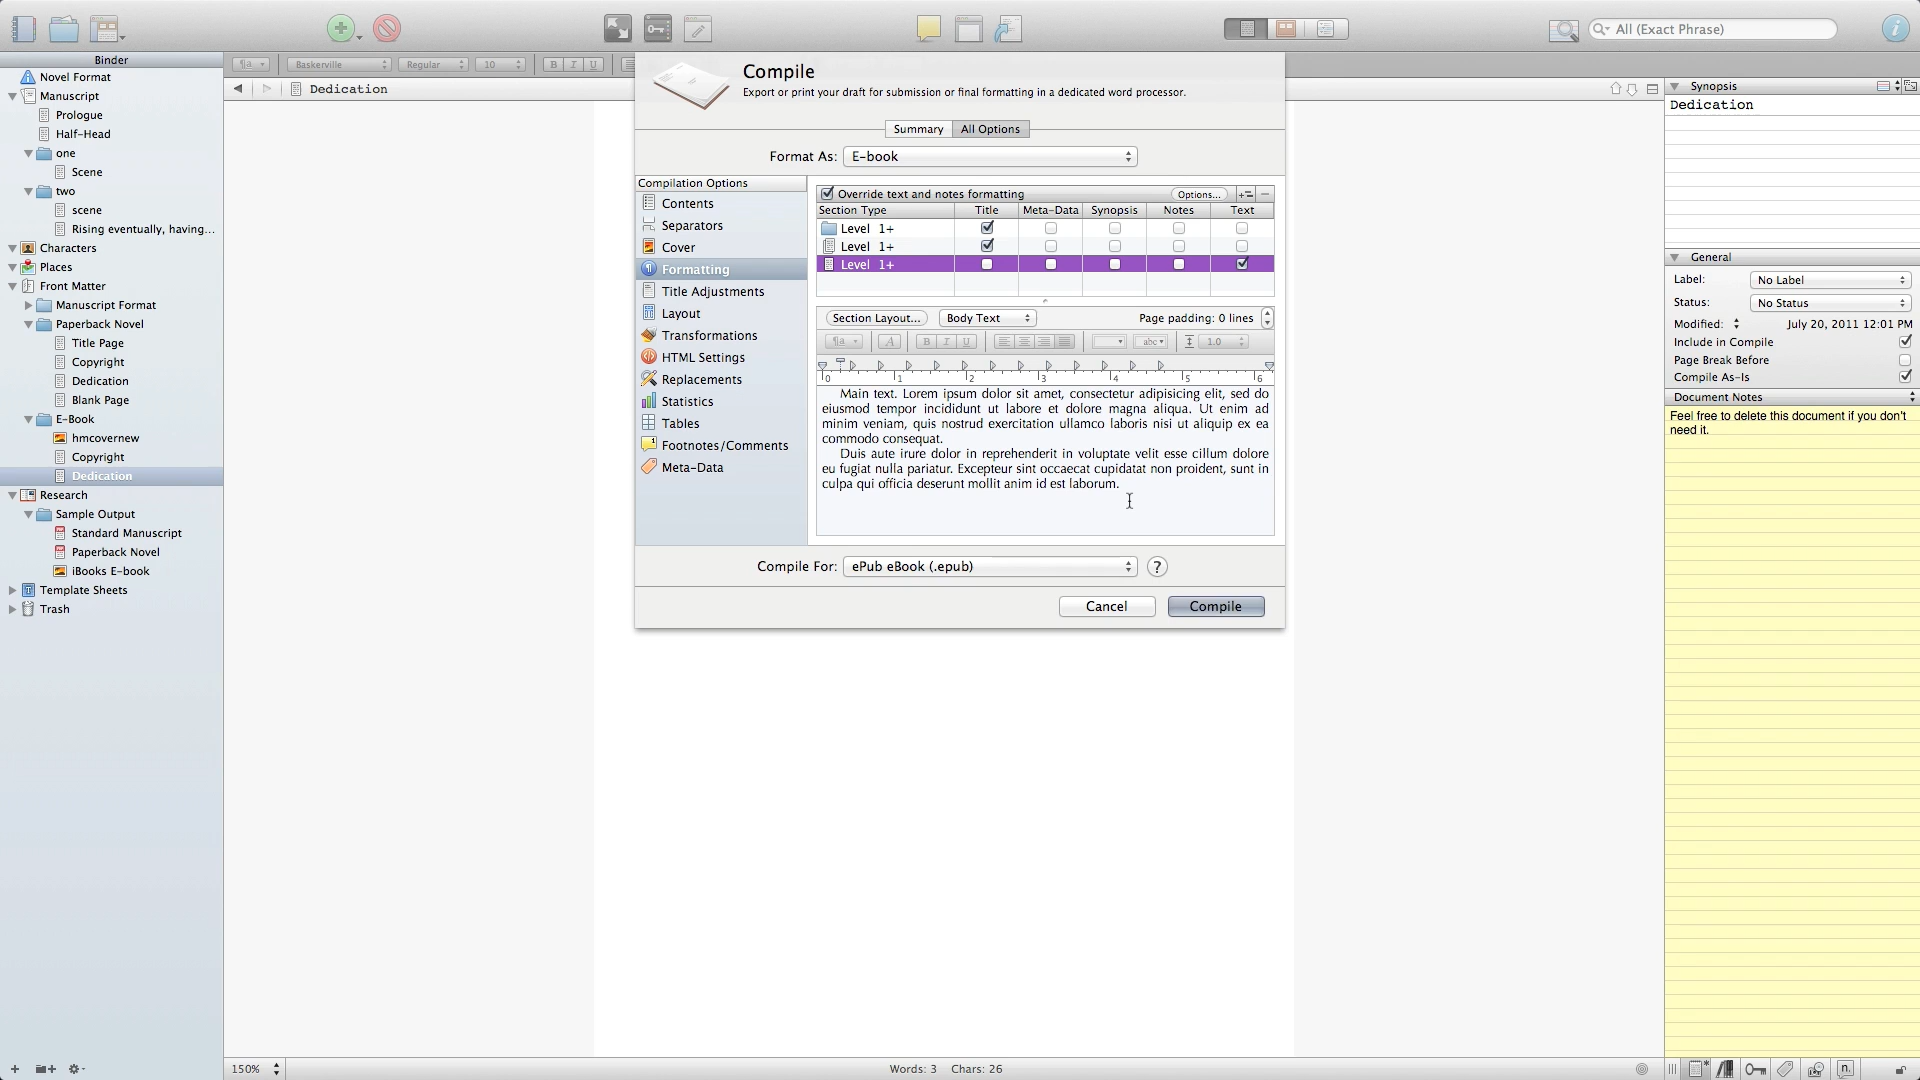 All (Exact Phrase)
Binder
Novel Format
Manuscript
Prologue
Half-Head
one
Scene
two
scene
Rising eventually, having...
Characters
Places
Front Matter
Manuscript Format
Paperback Novel
Title Page
Copyright
Dedication
Blank Page
E-Book
hmcovernew
Copyright
Dedication
Research
Sample Output
Standard Manuscript
Paperback Novel
iBooks E-book
Template Sheets
Trash
¶a Baskerville Regular 10 B I U
Dedication
Compile
Export or print your draft for submission or final formatting in a dedicated word processor.
Summary All Options
Format As: E-book
Compilation Options
Contents
Separators
Cover
Formatting
Title Adjustments
Layout
Transformations
HTML Settings
Replacements
Statistics
Tables
Footnotes/Comments
Meta-Data
Override text and notes formatting Options...
Section Type Title Meta-Data Synopsis Notes Text
Level 1+
Level 1+
Level 1+
Section Layout... Body Text Page padding: 0 lines
¶a A B I U abc 1.0
0 1 2 3 4 5 6
Main text. Lorem ipsum dolor sit amet, consectetur adipisicing elit, sed do
eiusmod tempor incididunt ut labore et dolore magna aliqua. Ut enim ad
minim veniam, quis nostrud exercitation ullamco laboris nisi ut aliquip ex ea
commodo consequat.
Duis aute irure dolor in reprehenderit in voluptate velit esse cillum dolore
eu fugiat nulla pariatur. Excepteur sint occaecat cupidatat non proident, sunt in
culpa qui officia deserunt mollit anim id est laborum.
Compile For: ePub eBook (.epub) ?
Cancel Compile
Synopsis
Dedication
General
Label: No Label
Status: No Status
Modified: July 20, 2011 12:01 PM
Include in Compile
Page Break Before
Compile As-Is
Document Notes
Feel free to delete this document if you don't
need it.
150%
Words: 3 Chars: 26